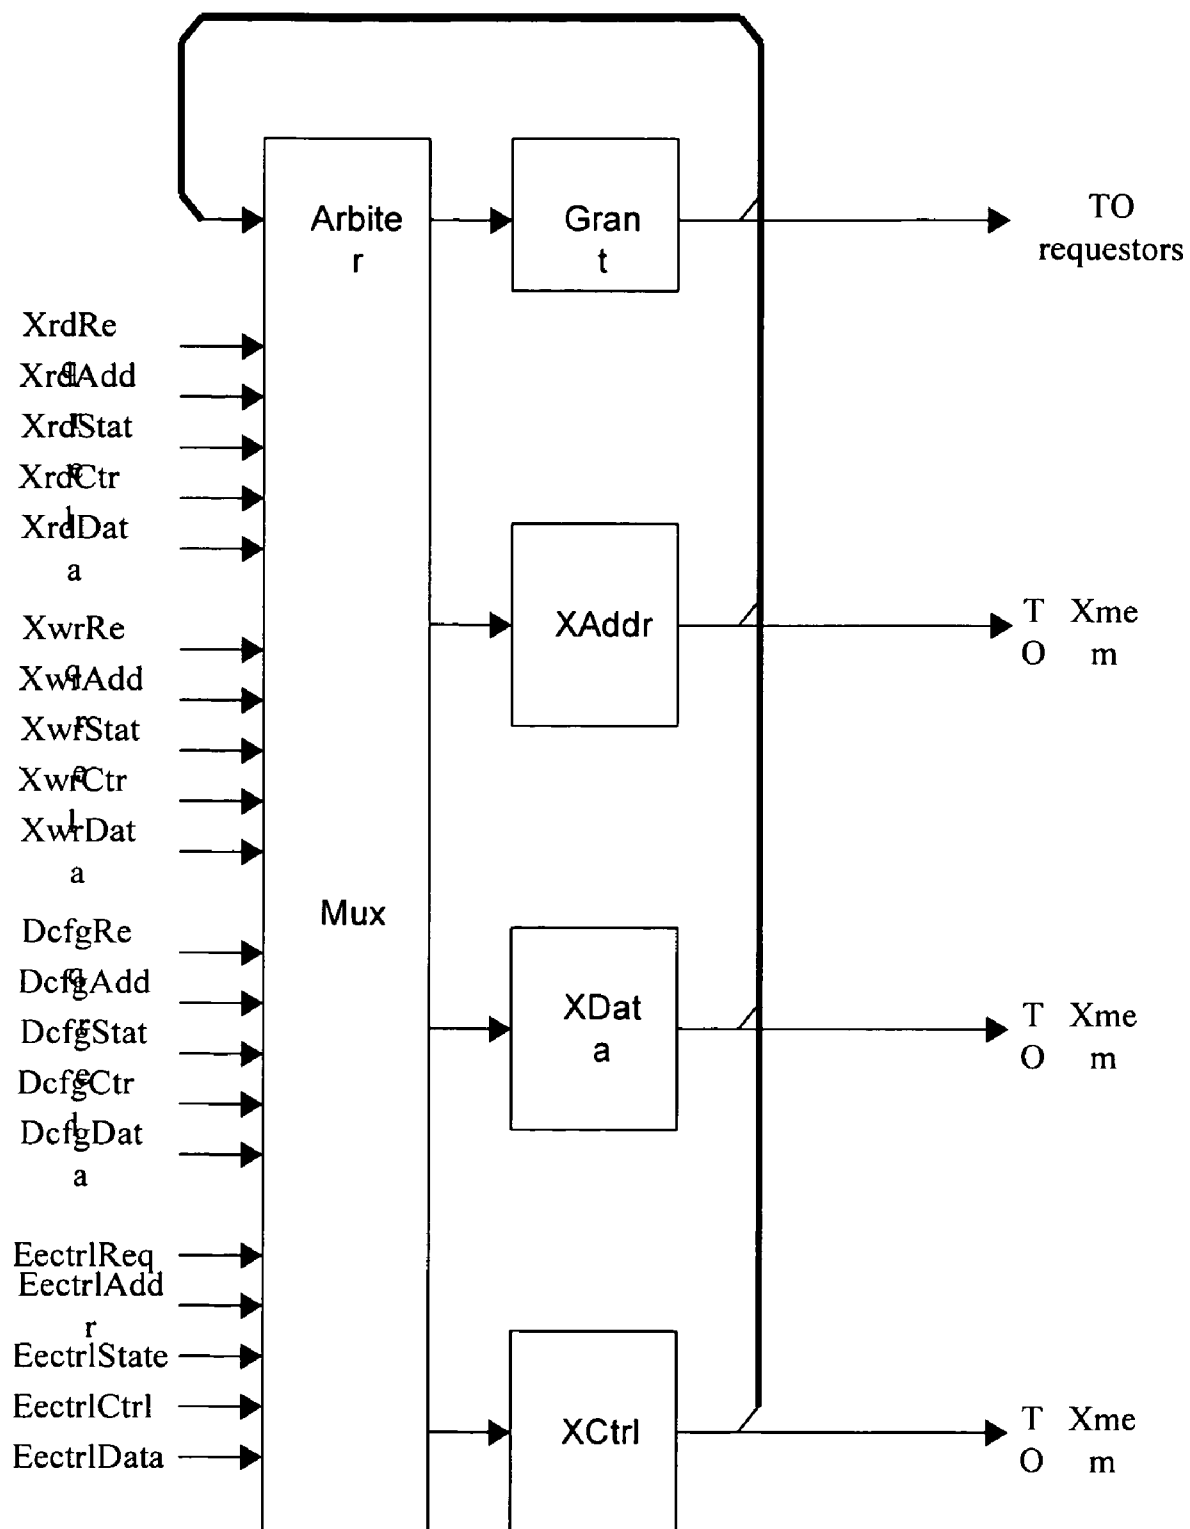 Arbite
r
Gran
t
TO
requestors
XrdRe
q
XrdAdd
r
XrdStat
e
XrdCtr
l
XrdDat
a
XAddr
T
O
Xme
m
XwrRe
q
XwrAdd
r
XwrStat
e
XwrCtr
l
XwrDat
a
Mux
DcfgRe
q
DcfgAdd
r
DcfgStat
e
DcfgCtr
l
DcfgDat
a
XDat
a
T
O
Xme
m
EectrlReq
EectrlAdd
r
EectrlState
EectrlCtrl
EectrlData
XCtrl
T
O
Xme
m